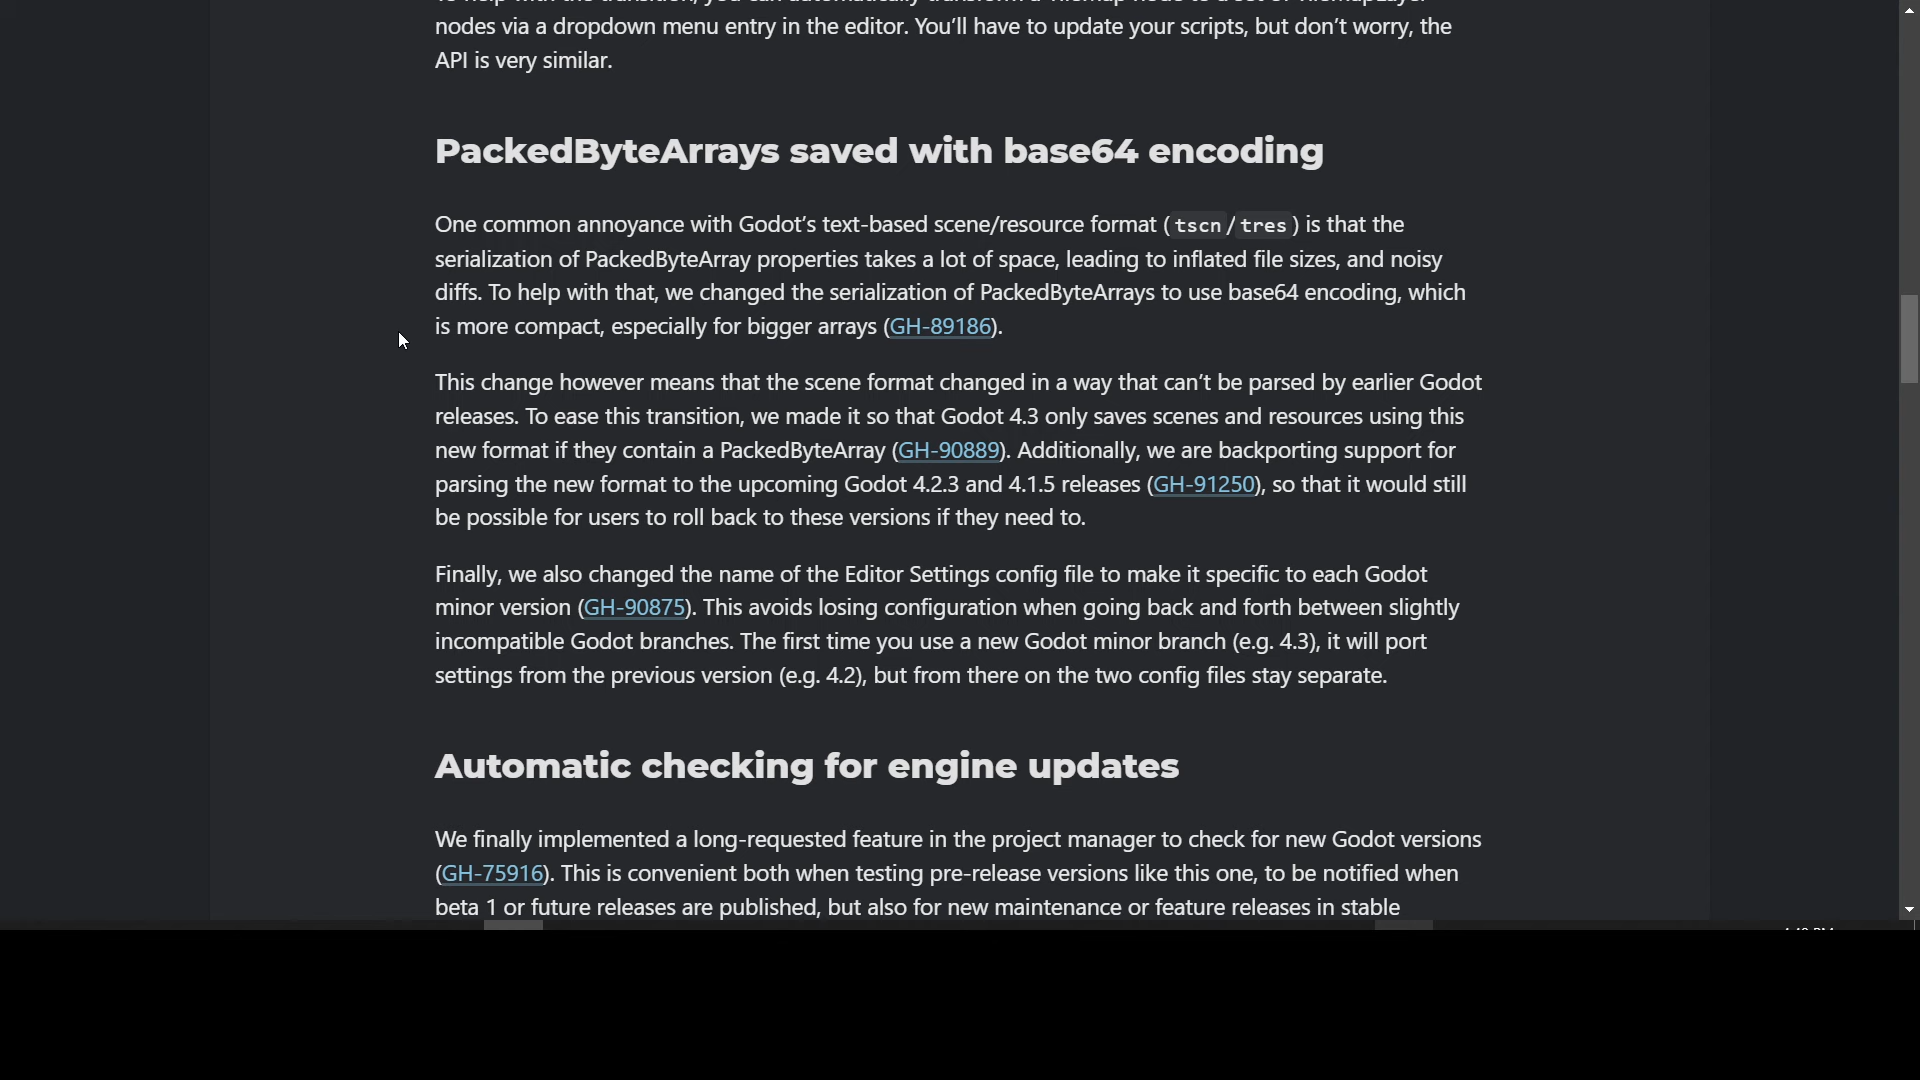 nodes via a dropdown menu entry in the editor. You'll have to update your scripts, but don't worry, the
API is very similar.
PackedByteArrays saved with base64 encoding
One common annoyance with Godot's text-based scene/resource format (tscn/tres) is that the
serialization of PackedByteArray properties takes a lot of space, leading to inflated file sizes, and noisy
diffs. To help with that, we changed the serialization of PackedByteArrays to use base64 encoding, which
is more compact, especially for bigger arrays (GH-89186).
This change however means that the scene format changed in a way that can't be parsed by earlier Godot
releases. To ease this transition, we made it so that Godot 4.3 only saves scenes and resources using this
new format if they contain a PackedByteArray (GH-90889). Additionally, we are backporting support for
parsing the new format to the upcoming Godot 4.2.3 and 4.1.5 releases (GH-91250), so that it would still
be possible for users to roll back to these versions if they need to.
Finally, we also changed the name of the Editor Settings config file to make it specific to each Godot
minor version (GH-90875). This avoids losing configuration when going back and forth between slightly
incompatible Godot branches. The first time you use a new Godot minor branch (e.g. 4.3), it will port
settings from the previous version (e.g. 4.2), but from there on the two config files stay separate.
Automatic checking for engine updates
We finally implemented a long-requested feature in the project manager to check for new Godot versions
(GH-75916). This is convenient both when testing pre-release versions like this one, to be notified when
beta 1 or future releases are published, but also for new maintenance or feature releases in stable